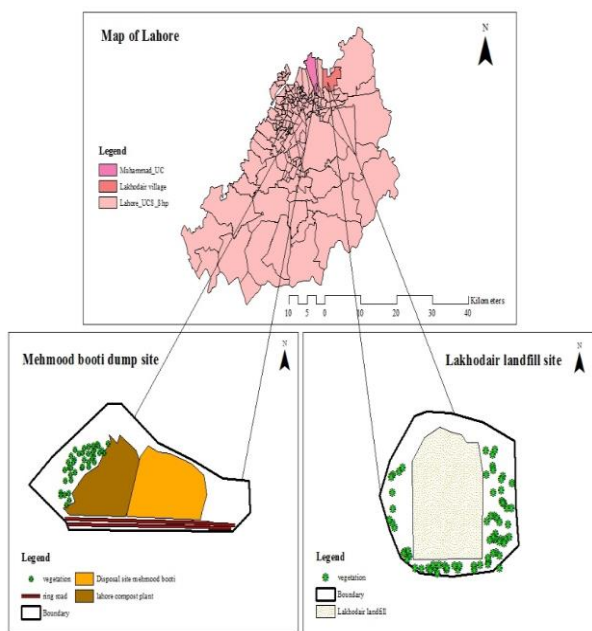 Map of Lahore
N
Legend
Mohammad_UC
Lakhodair village
Lahore_UCS_Shp
Kilometers
10 5 0 10 20 30 40
Mehmood booti dump site
N
Legend
vegetation Disposal site mehmood booti
ring road lahore compost plant
Boundary
Lakhodair landfill site
N
Legend
vegetation
Boundary
Lakhodair landfill